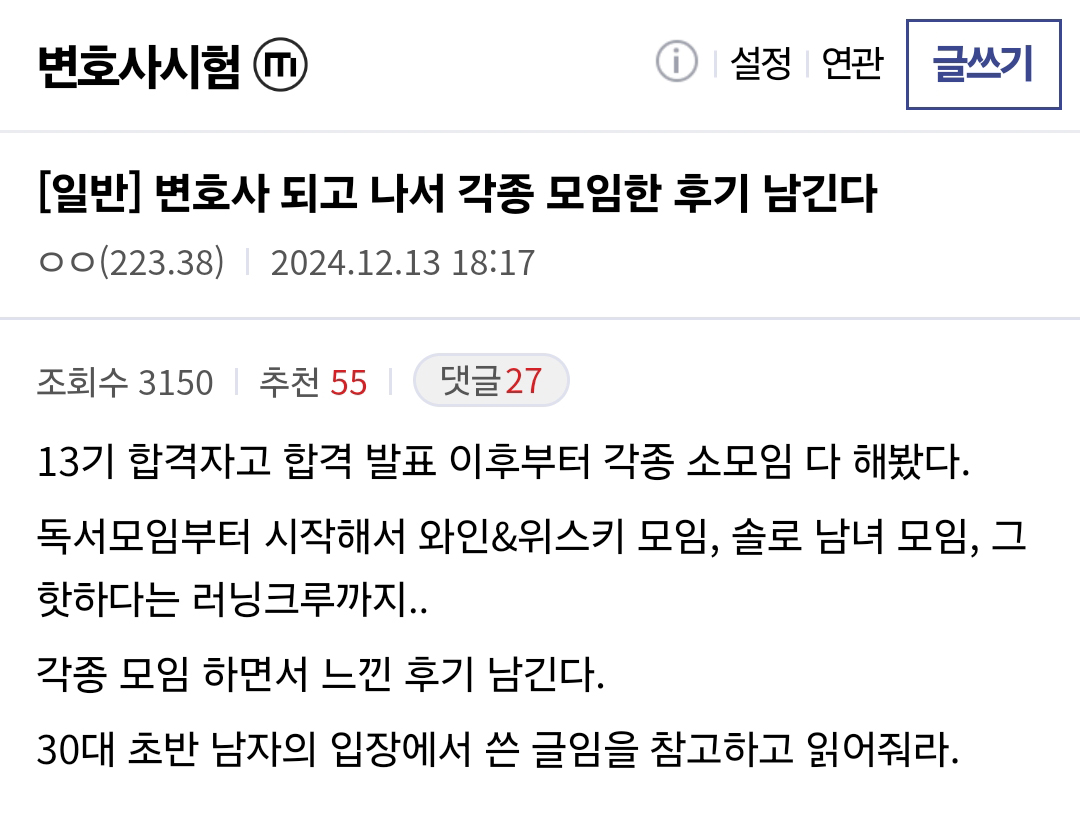 변호사시험 ⓜ
ⓘ 설정 연관 글쓰기
[일반] 변호사 되고 나서 각종 모임한 후기 남긴다
ㅇㅇ(223.38) 2024.12.13 18:17
조회수 3150 추천 55 댓글 27
13기 합격자고 합격 발표 이후부터 각종 소모임 다 해봤다.
독서모임부터 시작해서 와인&위스키 모임, 솔로 남녀 모임, 그
핫하다는 러닝크루까지..
각종 모임 하면서 느낀 후기 남긴다.
30대 초반 남자의 입장에서 쓴 글임을 참고하고 읽어줘라.